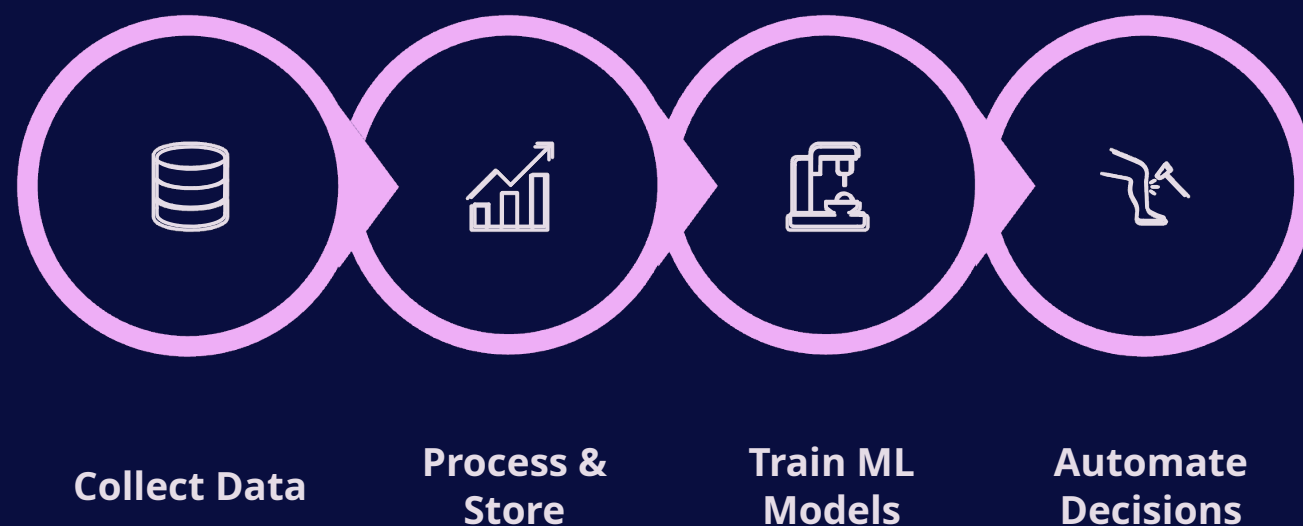 Collect Data
Process &
Store
Train ML
Models
Automate
Decisions